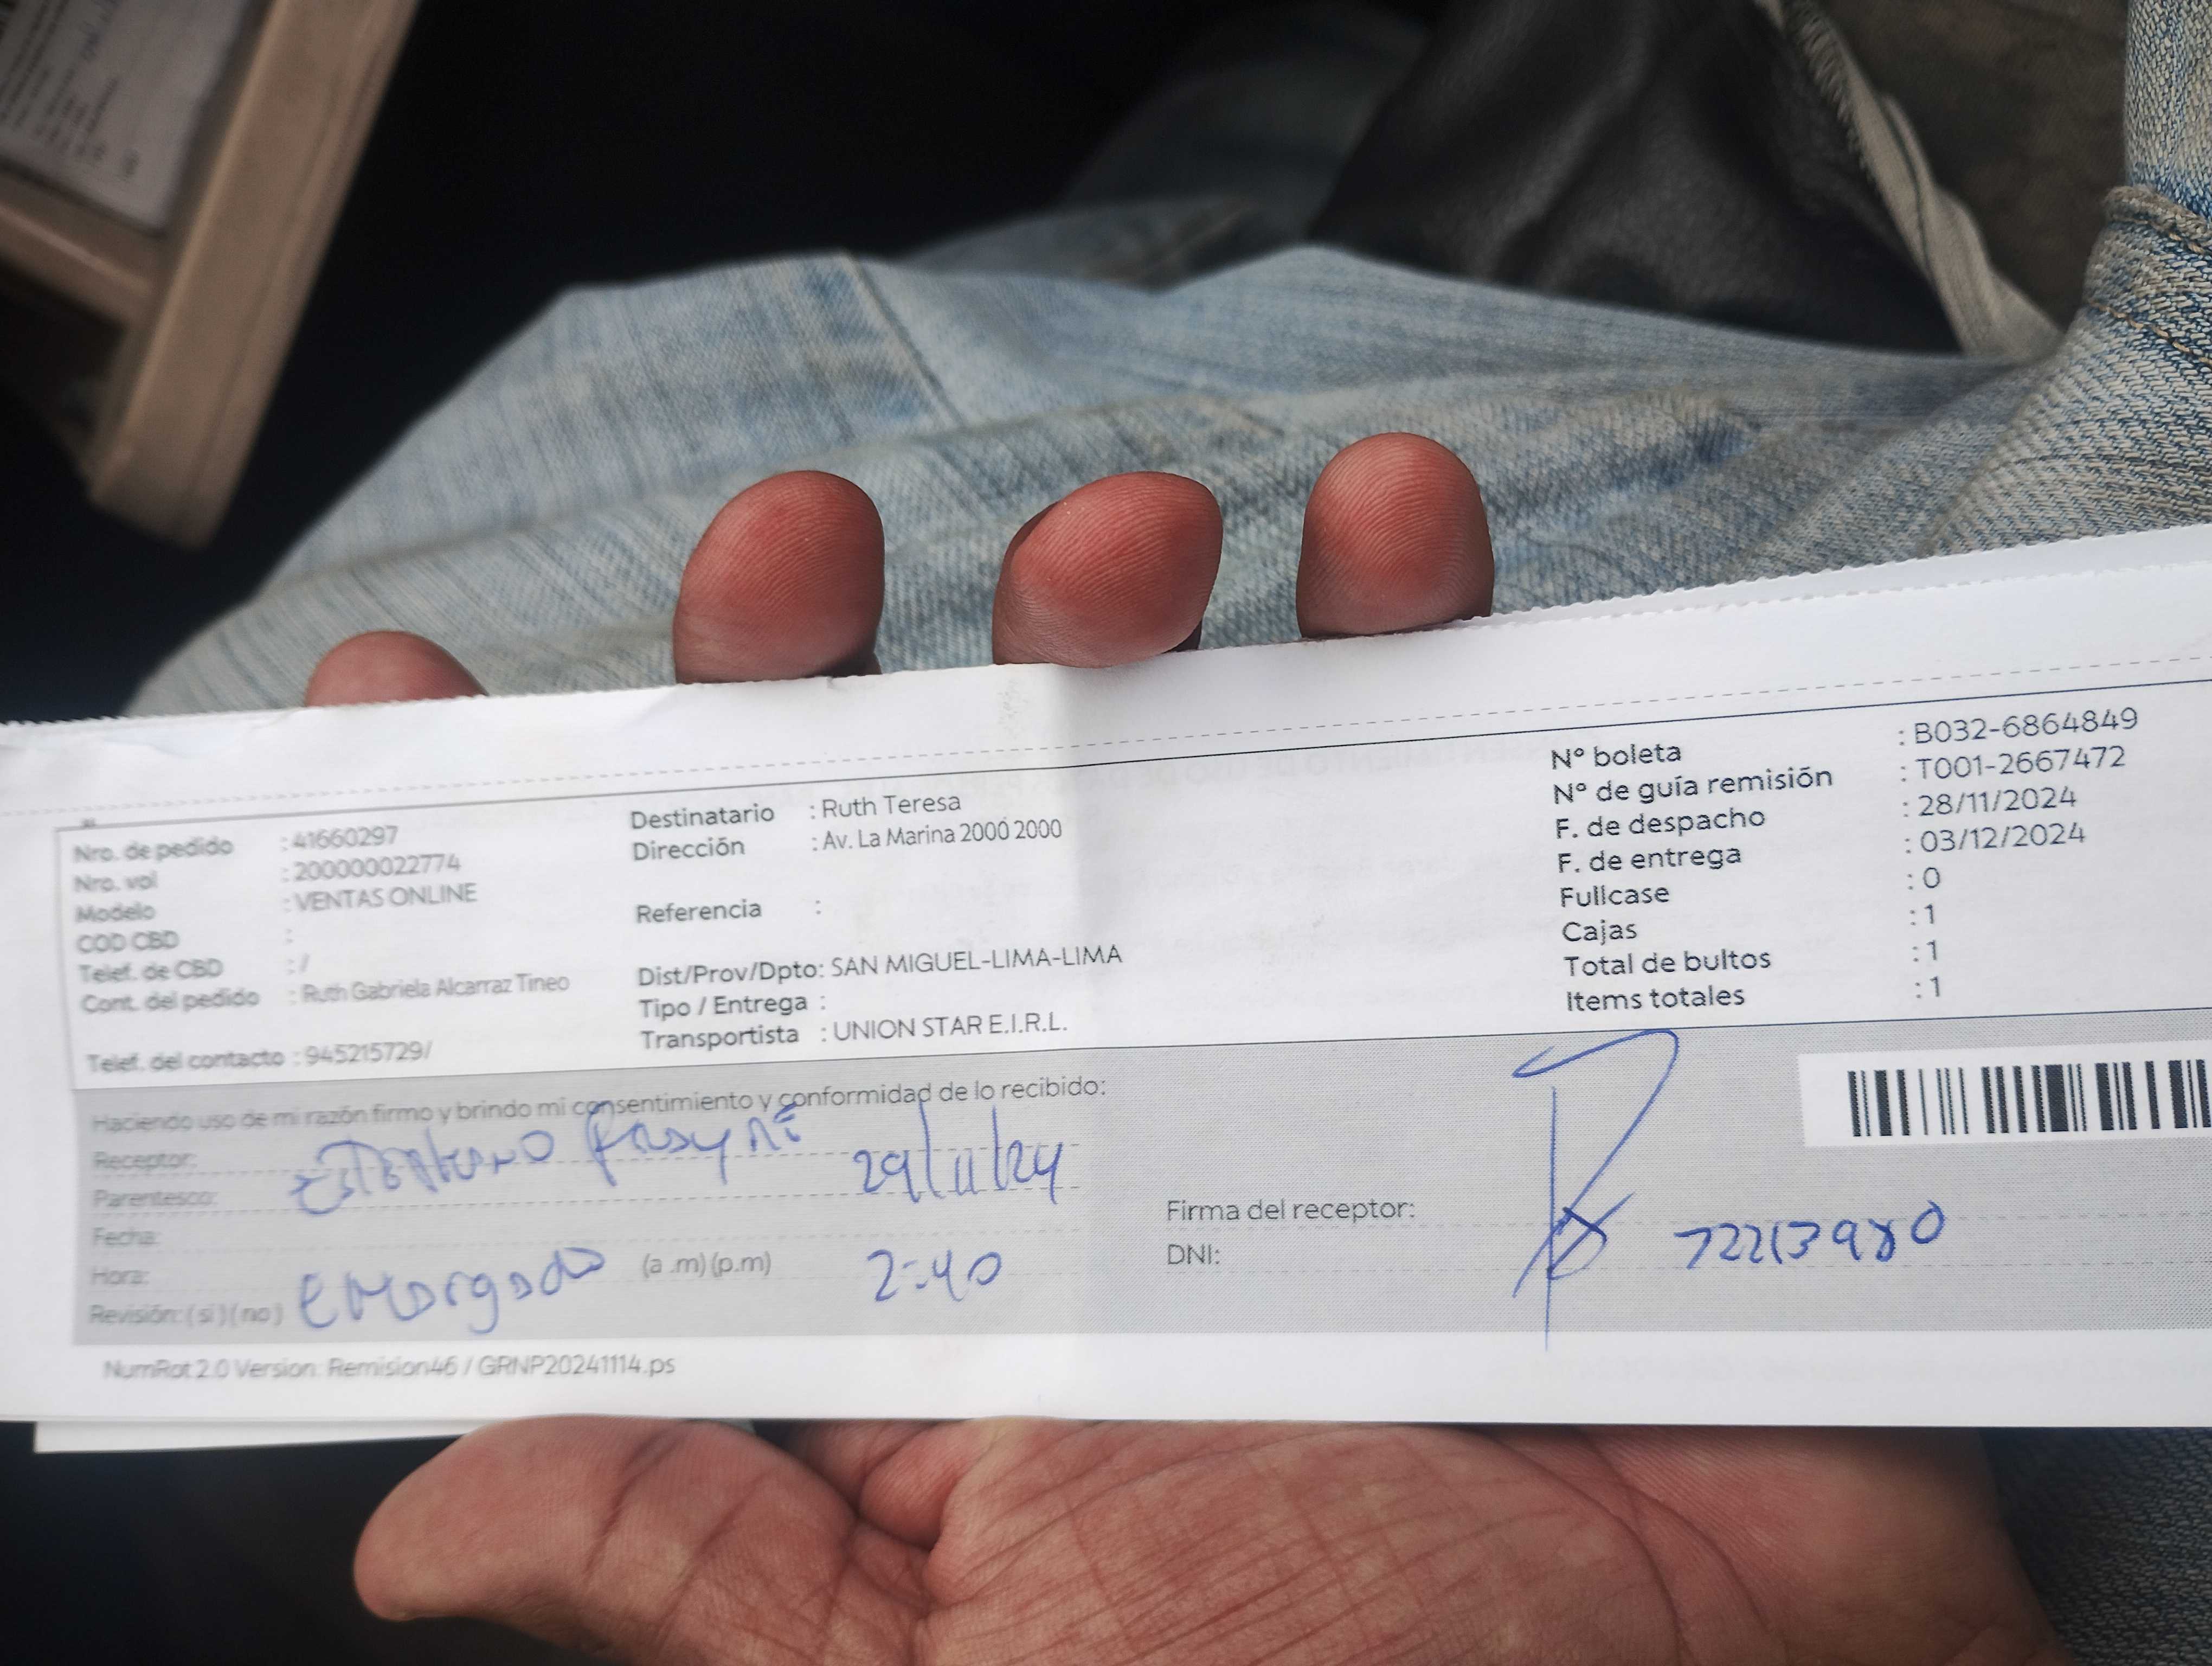 Nro. de pedido : 41660297
Nro. vol : 200000022774
Modelo : VENTAS ONLINE
COD CBD :
Telef. de CBD : /
Cont. del pedido : Ruth Gabriela Alcarraz Tineo
Telef. del contacto : 945215729/
Destinatario : Ruth Teresa
Dirección : Av. La Marina 2000 2000
Referencia :
Dist/Prov/Dpto: SAN MIGUEL-LIMA-LIMA
Tipo / Entrega :
Transportista : UNION STAR E.I.R.L.
N° boleta : B032-6864849
N° de guía remisión : T001-2667472
F. de despacho : 28/11/2024
F. de entrega : 03/12/2024
Fullcase : 0
Cajas : 1
Total de bultos : 1
Items totales : 1
Haciendo uso de mi razón firmo y brindo mi consentimiento y conformidad de lo recibido:
Receptor:
Parentesco: 29/11/24
Fecha:
Hora: (a .m) (p.m) 2:40
Revisión: ( si ) ( no )
Firma del receptor:
DNI: 72213980
NumRot 2.0 Version: Remision46 / GRNP20241114.ps